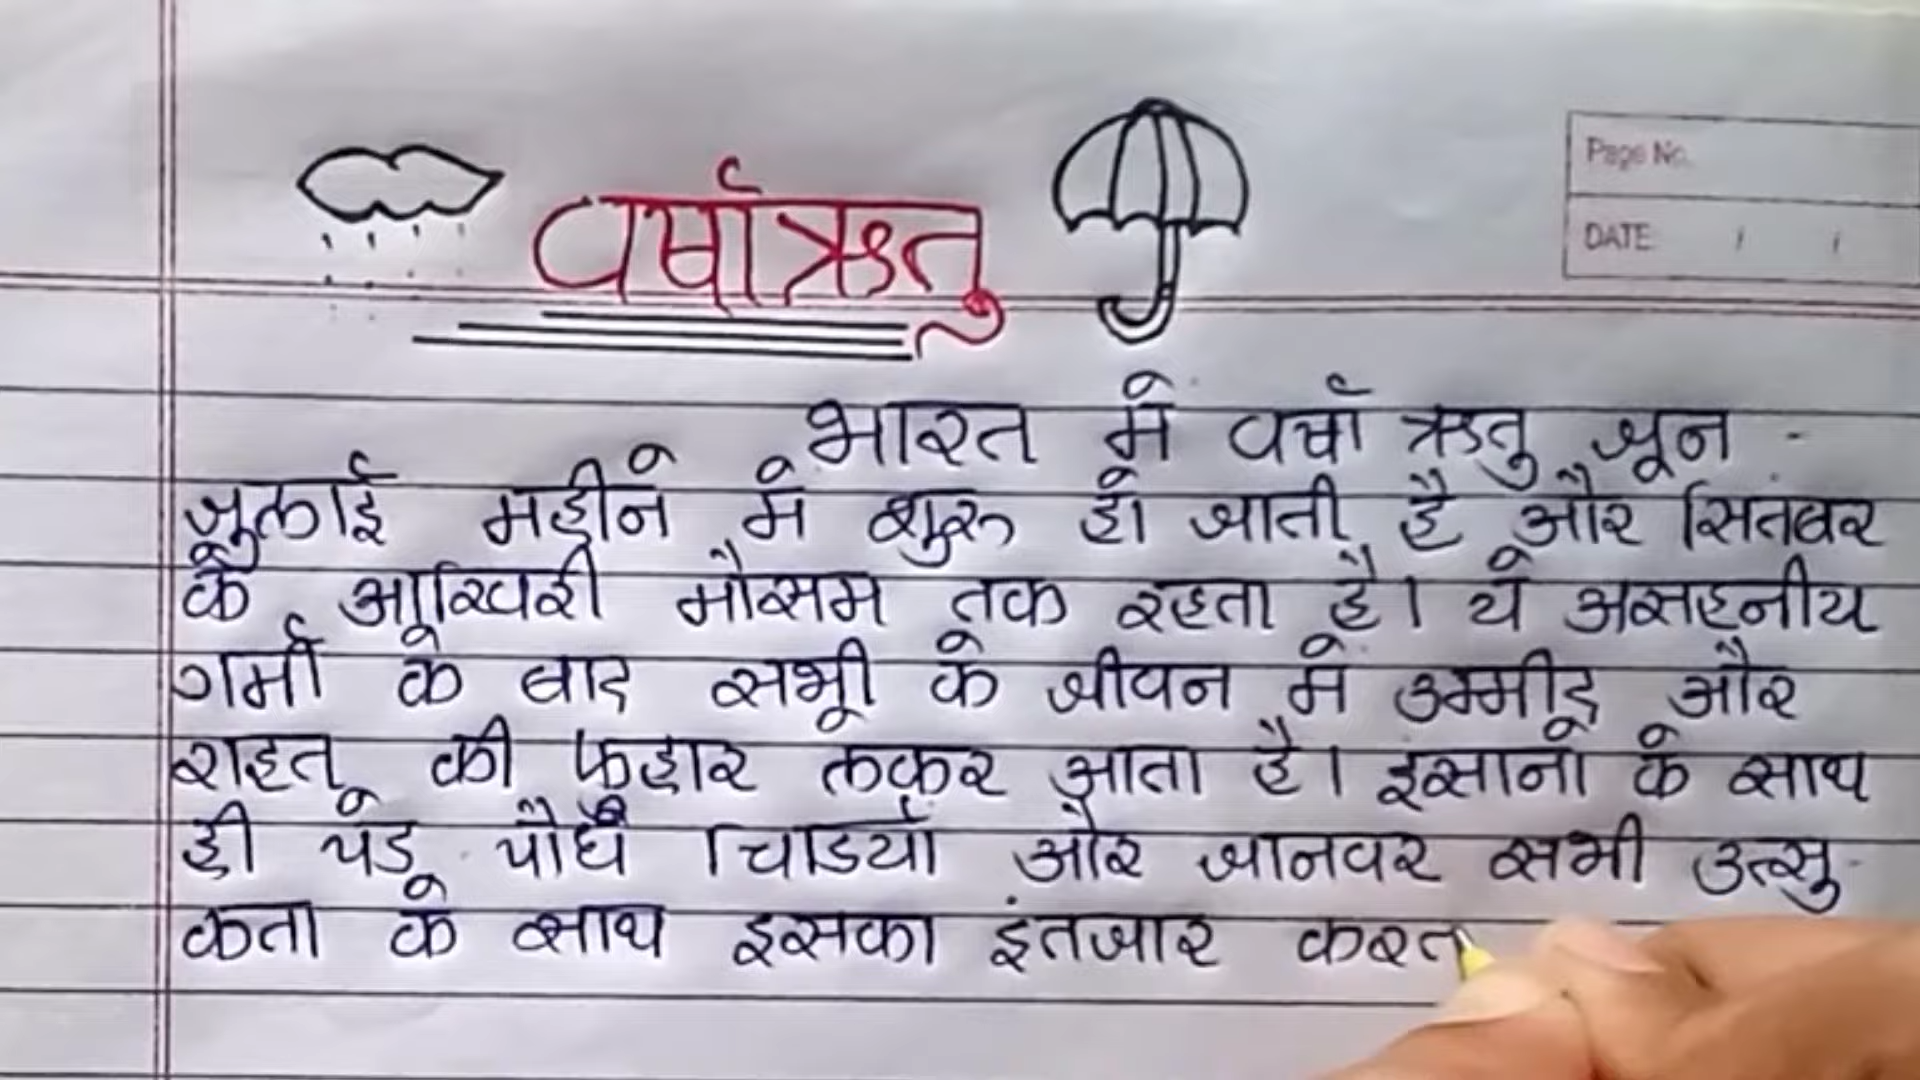 वर्षा ऋतु
Page No.
DATE / /
भारत में वर्षा ऋतु जून -
जुलाई महीने में शुरू हो जाती है और सितंबर
के आखिरी मौसम तक रहता है। ये असहनीय
गर्मी के बाद सभी के जीवन में उम्मीद और
राहत की फुहार लेकर आता है। इंसानों के साथ
ही पेड़ पौधे चिडियाँ और जानवर सभी उत्सु-
कता के साथ इसका इंतजार करत